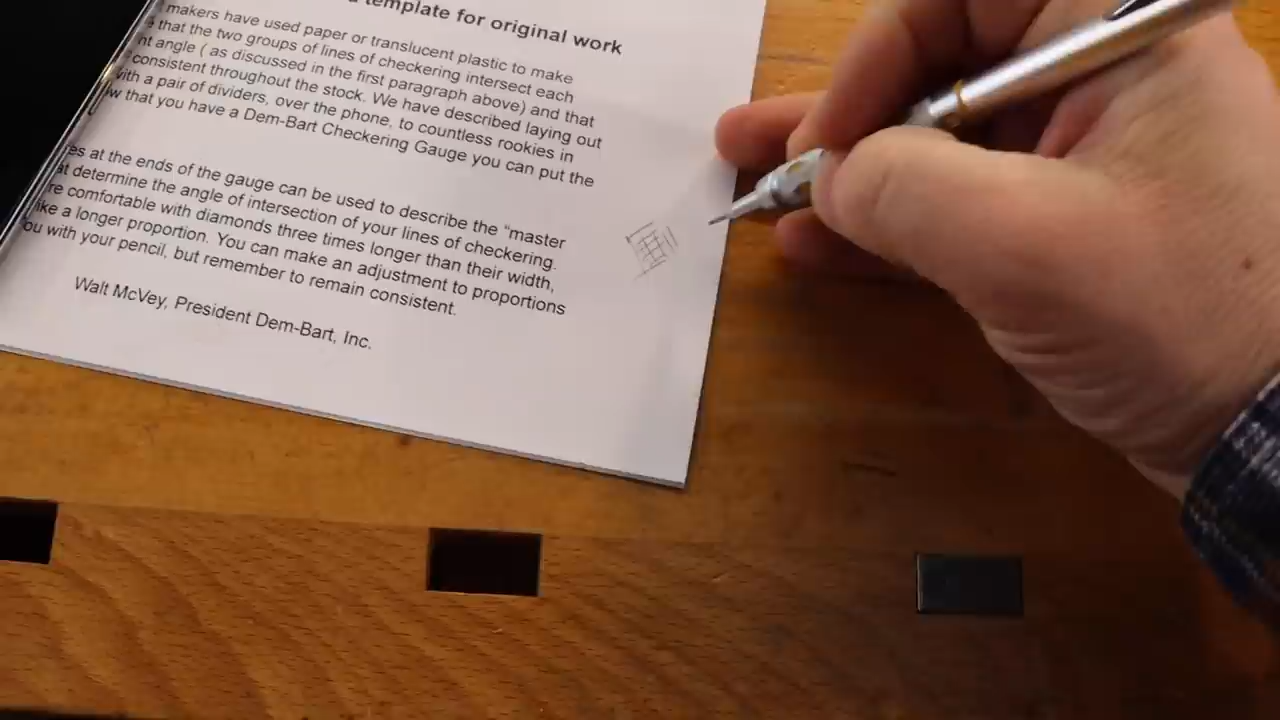 template for original work
makers have used paper or translucent plastic to make
that the two groups of lines of checkering intersect each
nt angle ( as discussed in the first paragraph above) and that
consistent throughout the stock. We have described laying out
with a pair of dividers, over the phone, to countless rookies in
w that you have a Dem-Bart Checkering Gauge you can put the
es at the ends of the gauge can be used to describe the “master
at determine the angle of intersection of your lines of checkering.
re comfortable with diamonds three times longer than their width,
like a longer proportion. You can make an adjustment to proportions
ou with your pencil, but remember to remain consistent.
Walt McVey, President Dem-Bart, Inc.